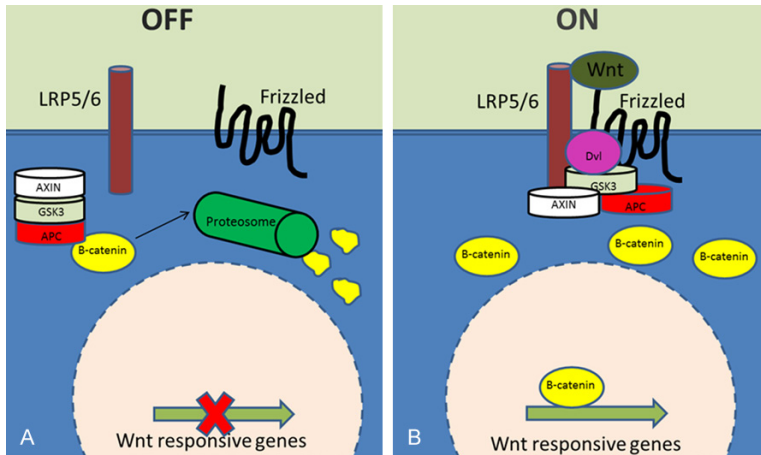 OFF
LRP5/6
Frizzled
AXIN
GSK3
APC
B-catenin
Proteosome
Wnt responsive genes
A
ON
Wnt
LRP5/6
Frizzled
Dvl
GSK3
AXIN
APC
B-catenin
B-catenin
B-catenin
B-catenin
Wnt responsive genes
B